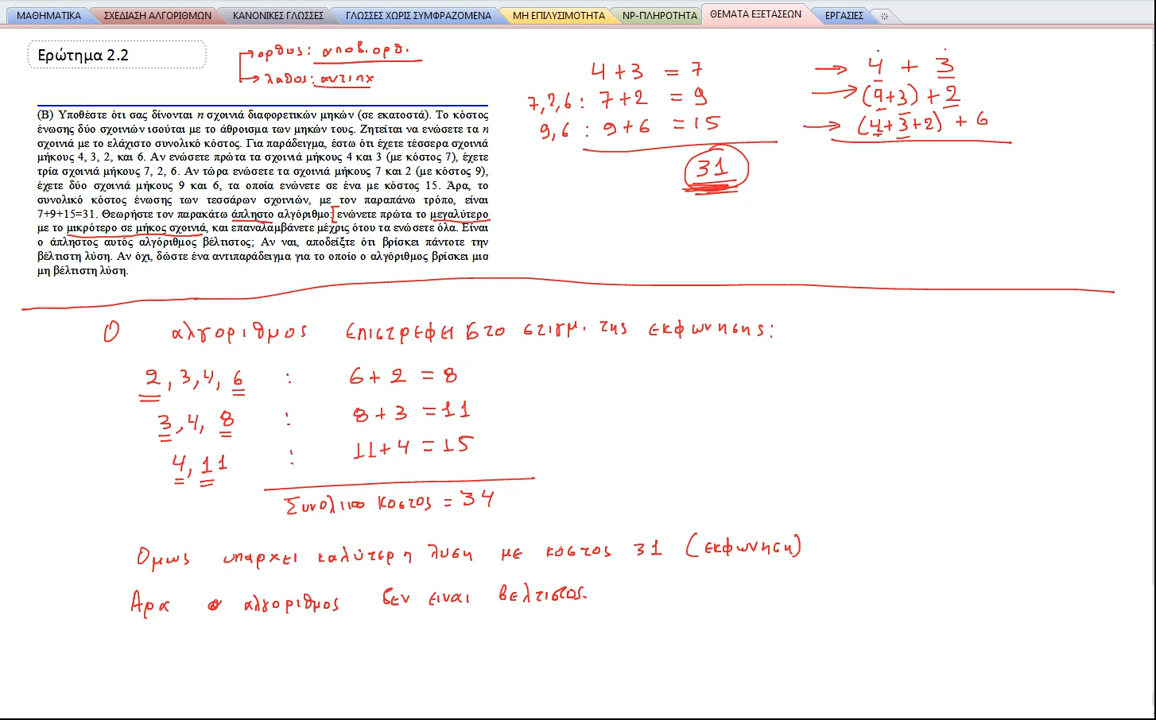 ΜΑΘΗΜΑΤΙΚΑ ΣΧΕΔΙΑΣΗ ΑΛΓΟΡΙΘΜΩΝ ΚΑΝΟΝΙΚΕΣ ΓΛΩΣΣΕΣ ΓΛΩΣΣΕΣ ΧΩΡΙΣ ΣΥΜΦΡΑΖΟΜΕΝΑ ΜΗ ΕΠΙΛΥΣΙΜΟΤΗΤΑ NP-ΠΛΗΡΟΤΗΤΑ ΘΕΜΑΤΑ ΕΞΕΤΑΣΕΩΝ ΕΡΓΑΣΙΕΣ
Ερώτημα 2.2
ορθος: αποδ. ορθ.
λαθος: αντιπ
(Β) Υποθέστε ότι σας δίνονται n σχοινιά διαφορετικών μηκών (σε εκατοστά). Το κόστος
ένωσης δύο σχοινιών ισούται με το άθροισμα των μηκών τους. Ζητείται να ενώσετε τα n
σχοινιά με το ελάχιστο συνολικό κόστος. Για παράδειγμα, έστω ότι έχετε τέσσερα σχοινιά
μήκους 4, 3, 2, και 6. Αν ενώσετε πρώτα τα σχοινιά μήκους 4 και 3 (με κόστος 7), έχετε
τρία σχοινιά μήκους 7, 2, 6. Αν τώρα ενώσετε τα σχοινιά μήκους 7 και 2 (με κόστος 9),
έχετε δύο σχοινιά μήκους 9 και 6, τα οποία ενώνετε σε ένα με κόστος 15. Άρα, το
συνολικό κόστος ένωσης των τεσσάρων σχοινιών, με τον παραπάνω τρόπο, είναι
7+9+15=31. Θεωρήστε τον παρακάτω άπληστο αλγόριθμο: ενώνετε πρώτα το μεγαλύτερο
με το μικρότερο σε μήκος σχοινιά, και επαναλαμβάνετε μέχρις ότου τα ενώσετε όλα. Είναι
ο άπληστος αυτός αλγόριθμος βέλτιστος; Αν ναι, αποδείξτε ότι βρίσκει πάντοτε την
βέλτιστη λύση. Αν όχι, δώστε ένα αντιπαράδειγμα για το οποίο ο αλγόριθμος βρίσκει μια
μη βέλτιστη λύση.
4+3 = 7
7,2,6: 7+2 = 9
9,6 : 9+6 = 15
31
→ 4 + 3
→ (4+3) + 2
→ (4+3+2) + 6
Ο αλγοριθμος επιστρεφει στο στιγμ. της εκφωνησης:
2, 3, 4, 6 : 6+2 = 8
3, 4, 8 : 8+3 = 11
4, 11 : 11+4 = 15
Συνολικο κοστος = 34
Ομως υπαρχει καλύτερη λυση με κοστος 31 (εκφωνηση)
Αρα ο αλγοριθμος δεν ειναι βελτιστος.